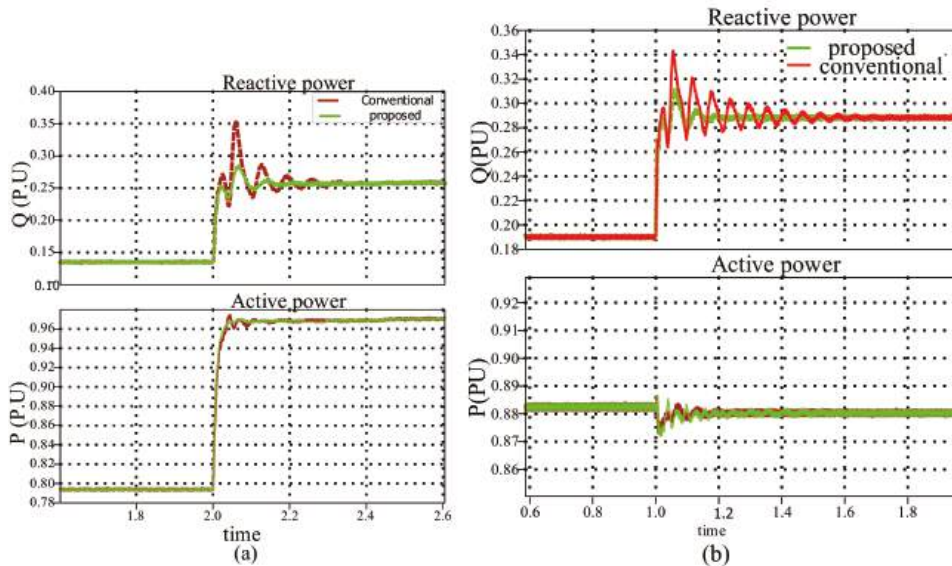 Reactive power
0.40
0.35
0.30
0.25
0.20
0.15
0.10
Q (P.U)
Conventional
proposed
Active power
0.96
0.94
0.92
0.90
0.88
0.86
0.84
0.82
0.80
0.78
P (P.U)
1.8
2.0
2.2
2.4
2.6
time
(a)
Reactive power
0.36
0.34
0.32
0.30
0.28
0.26
0.24
0.22
0.20
0.18
Q(PU)
proposed
conventional
Active power
0.92
0.91
0.90
0.89
0.88
0.87
0.86
P(PU)
0.6
0.8
1.0
1.2
1.4
1.6
1.8
time
(b)